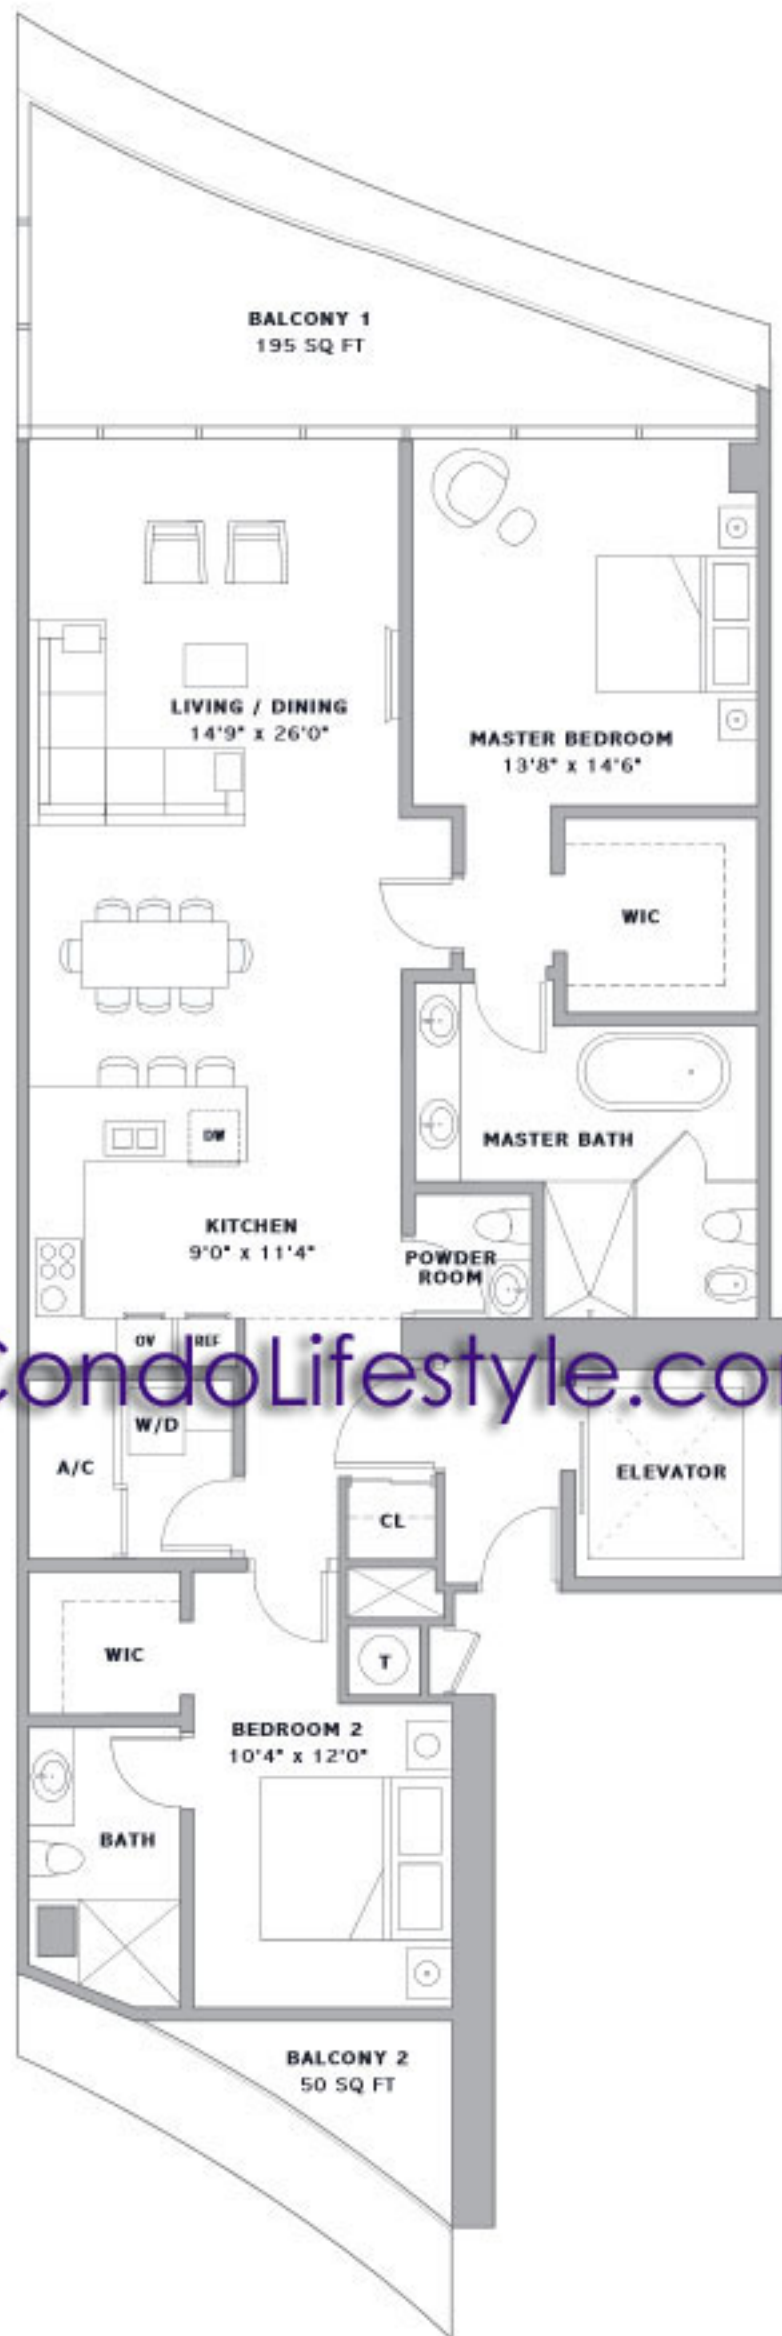 BALCONY 1
195 SQ FT
LIVING / DINING
14'9" x 26'0"
MASTER BEDROOM
13'8" x 14'6"
WIC
DW
MASTER BATH
KITCHEN
9'0" x 11'4"
POWDER
ROOM
OV
REF
CondoLifestyle.com
W/D
A/C
ELEVATOR
CL
WIC
T
BEDROOM 2
10'4" x 12'0"
BATH
BALCONY 2
50 SQ FT